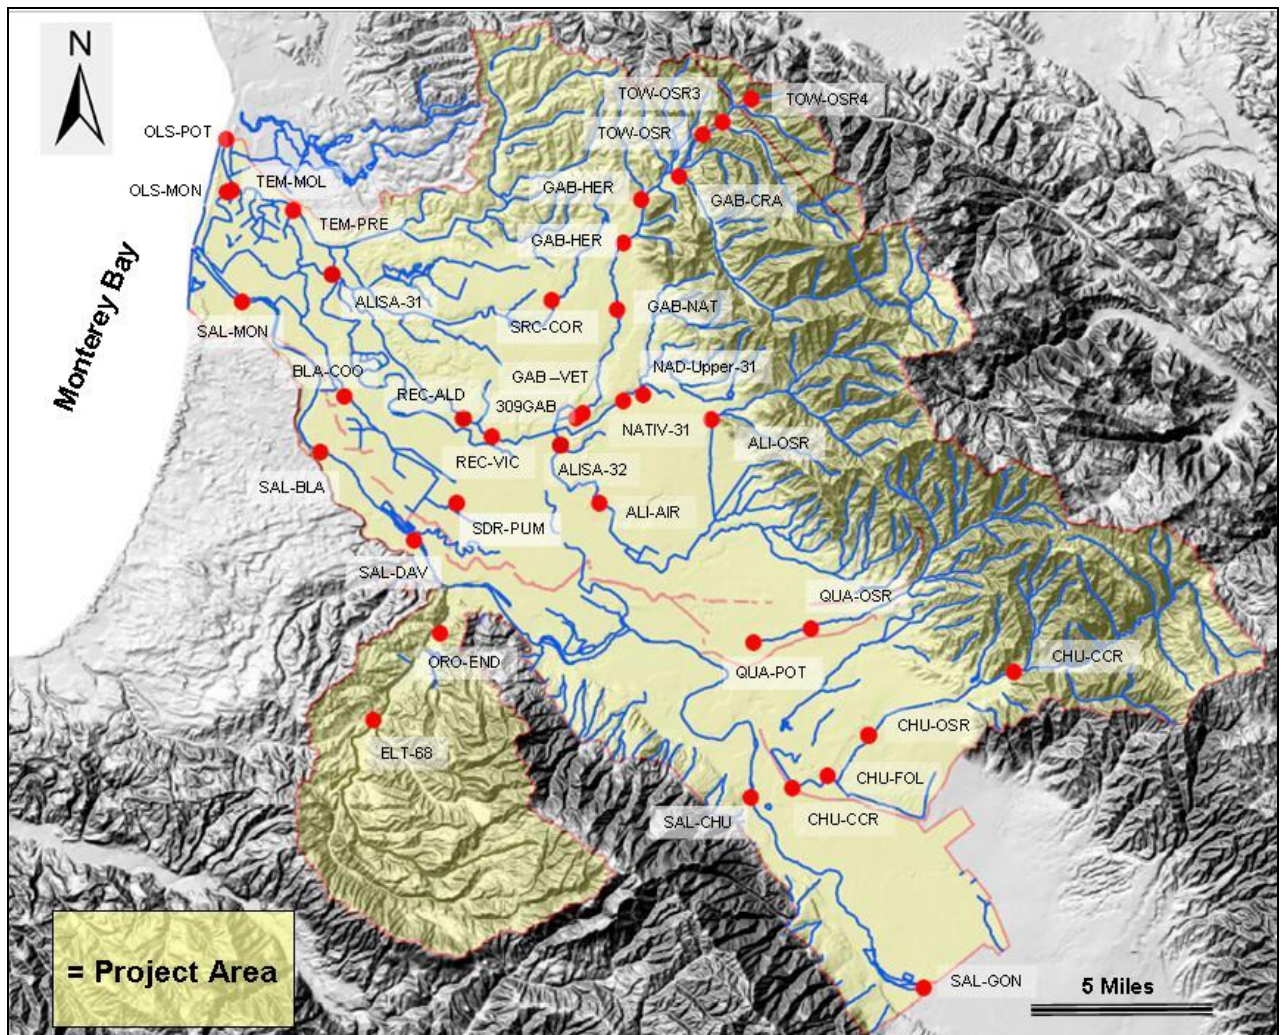 N
TOW-OSR3
TOW-OSR4
OLS-POT
TOW-OSR
OLS-MON
TEM-MOL
GAB-HER
GAB-CRA
TEM-PRE
GAB-HER
Monterey Bay
ALISA-31
GAB-NAT
SAL-MON
SRC-COR
BLA-COO
GAB–VET
NAD-Upper-31
REC-ALD
309GAB
NATIV-31
ALI-OSR
REC-VIC
ALISA-32
SAL-BLA
SDR-PUM
ALI-AIR
SAL-DAV
QUA-OSR
ORO-END
QUA-POT
CHU-CCR
CHU-OSR
ELT-68
CHU-FOL
SAL-CHU
CHU-CCR
= Project Area
SAL-GON
5 Miles